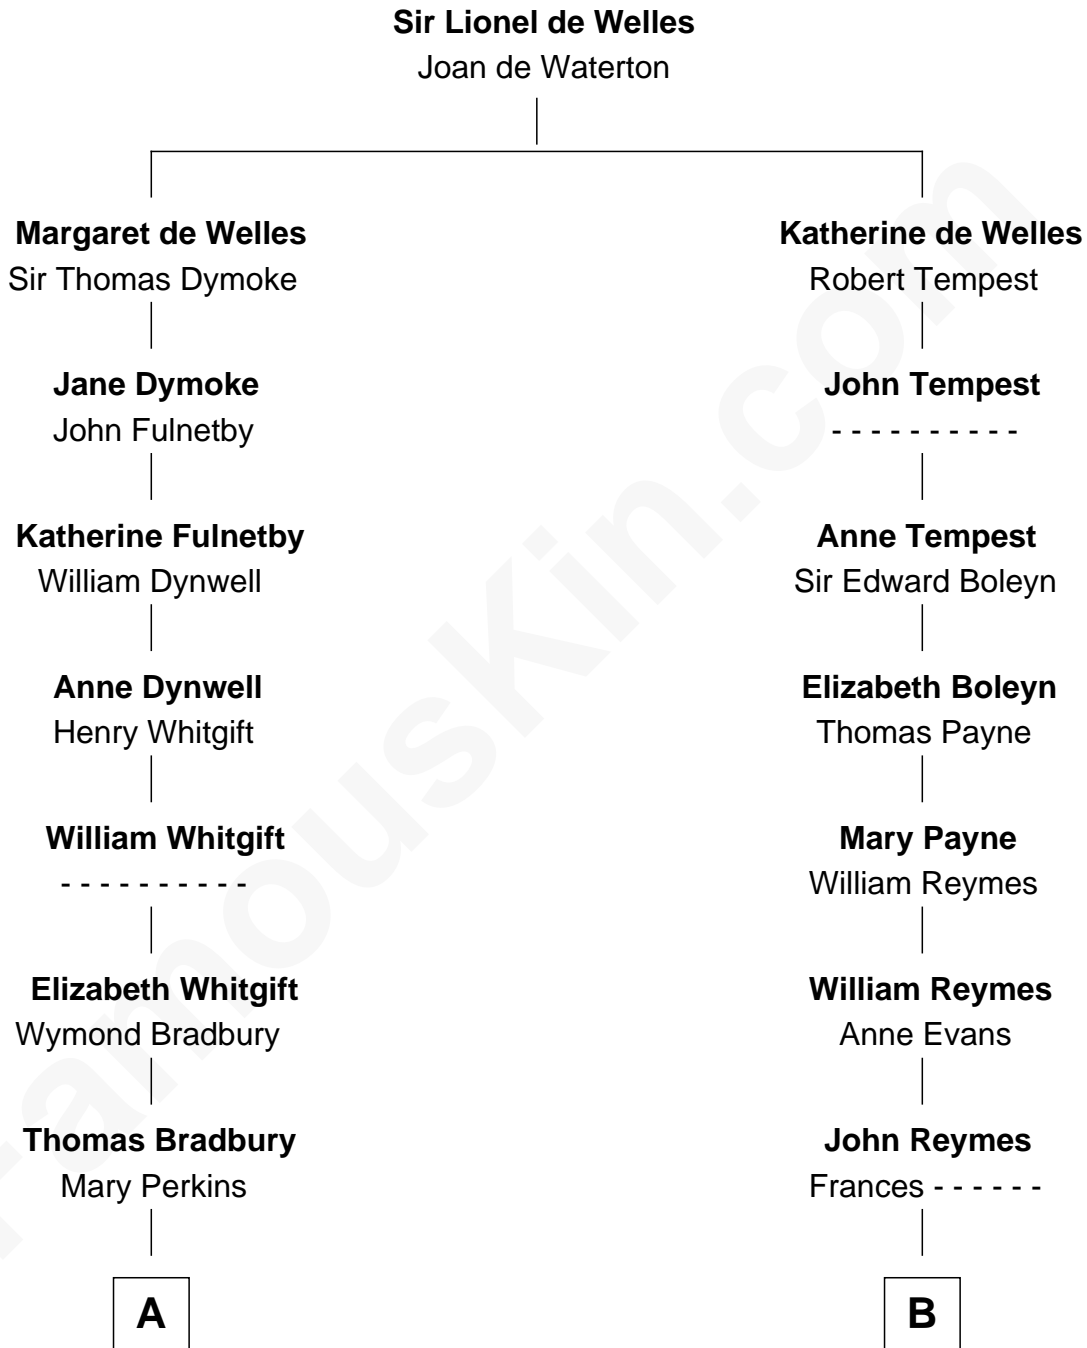 Sir Lionel de Welles
Joan de Waterton
Margaret de Welles
Sir Thomas Dymoke
Katherine de Welles
Robert Tempest
Jane Dymoke
John Fulnetby
John Tempest
- - - - - - - - - -
Katherine Fulnetby
William Dynwell
Anne Tempest
Sir Edward Boleyn
Anne Dynwell
Henry Whitgift
Elizabeth Boleyn
Thomas Payne
William Whitgift
- - - - - - - - - -
Mary Payne
William Reymes
Elizabeth Whitgift
Wymond Bradbury
William Reymes
Anne Evans
Thomas Bradbury
Mary Perkins
John Reymes
Frances - - - - - -
A
B
FamousKin.com